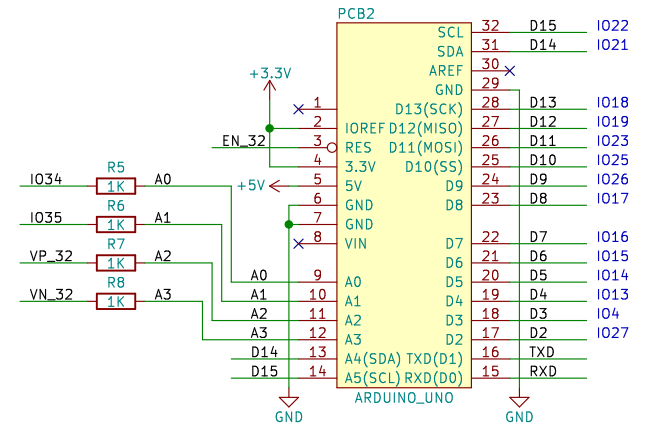 PCB2
32 SCL D15 IO22
31 SDA D14 IO21
+3.3V 30 AREF
29 GND
1 28 D13(SCK) D13 IO18
2 IOREF D12(MISO) 27 D12 IO19
EN_32 3 RES D11(MOSI) 26 D11 IO23
4 3.3V D10(SS) 25 D10 IO25
R5
IO34 1K A0 +5V 5 5V D9 24 D9 IO26
R6
6 GND D8 23 D8 IO17
IO35 1K A1 7 GND
R7
8 VIN D7 22 D7 IO16
VP_32 1K A2 D6 21 D6 IO15
R8
A0 9 A0 D5 20 D5 IO14
VN_32 1K A3 A1 10 A1 D4 19 D4 IO13
A2 11 A2 D3 18 D3 IO4
A3 12 A3 D2 17 D2 IO27
D14 13 A4(SDA) TXD(D1) 16 TXD
D15 14 A5(SCL) RXD(D0) 15 RXD
ARDUINO_UNO
GND GND